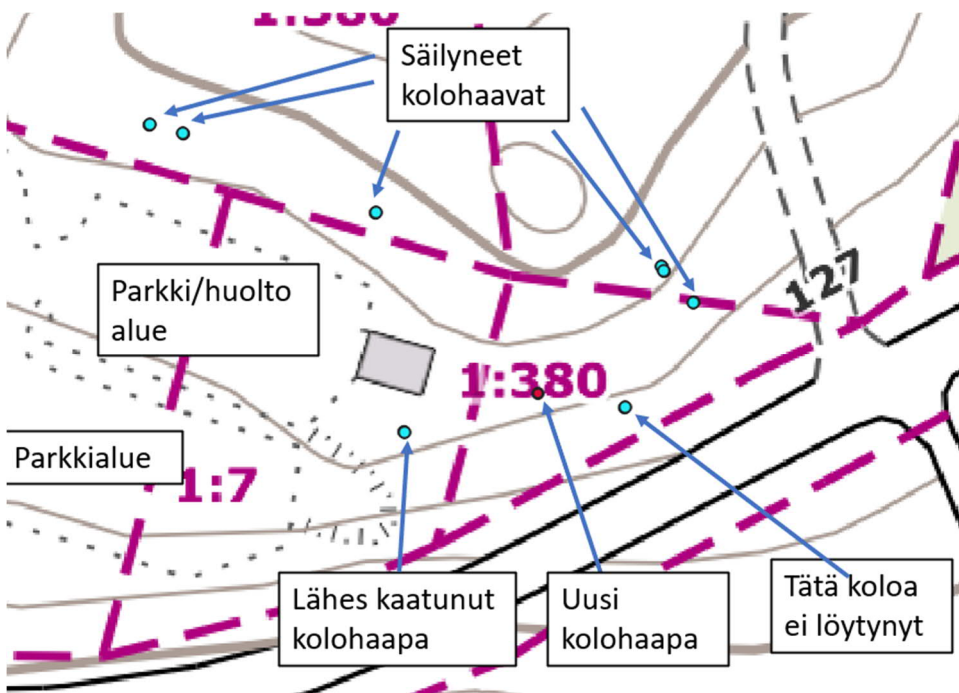 1:380
Säilyneet
kolohaavat
127
Parkki/huolto
alue
1:380
Parkkialue
1:7
Lähes kaatunut
kolohaapa
Uusi
kolohaapa
Tätä koloa
ei löytynyt